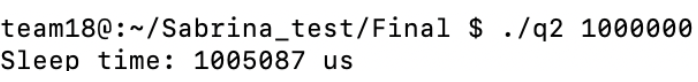 team18@:~/Sabrina_test/Final $ ./q2 1000000
Sleep time: 1005087 us